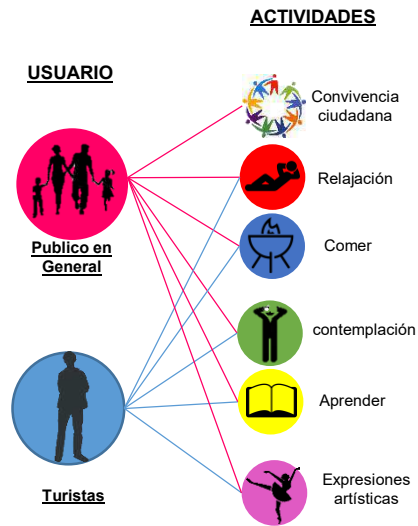 ACTIVIDADES
USUARIO
Convivencia
ciudadana
Relajación
Publico en
General
Comer
contemplación
Aprender
Turistas
Expresiones
artísticas